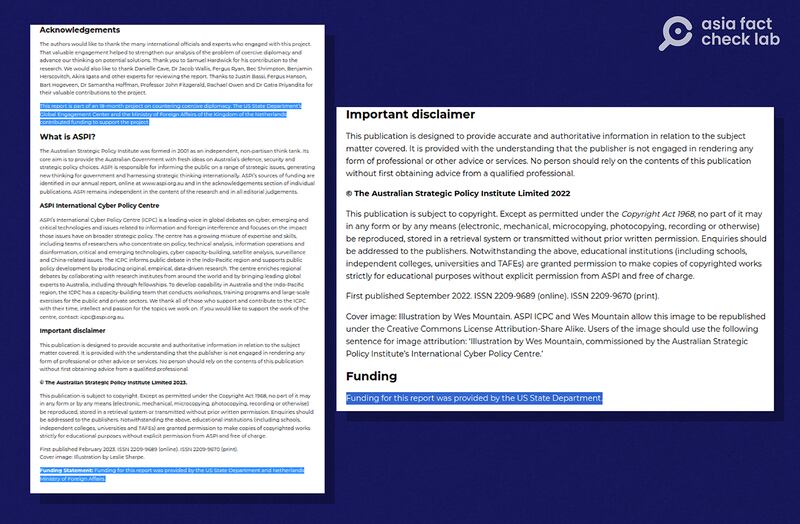 asia fact
check lab
Acknowledgements
The authors would like to thank the many international officials and experts who engaged with this project.
That valuable engagement helped to strengthen our analysis of the problem of coercive diplomacy and
advance our thinking on potential solutions. Thank you to Samuel Hardwick for his contribution to the
research. We would also like to thank Danielle Cave, Dr Jacob Wallis, Fergus Ryan, Bec Shrimpton, Benjamin
Herscovitch, Akira Igata and other experts for reviewing the report. Thanks to Justin Bassi, Fergus Hanson,
Bart Hogeveen, Dr Samantha Hoffman, Professor John Fitzgerald, Rachael Owen and Dr Gatra Priyandita for
their valuable contributions to the project.
This report is part of an 18-month project on countering coercive diplomacy. The US State Department's
Global Engagement Center and the Ministry of Foreign Affairs of the Kingdom of the Netherlands
contributed funding to support the project.
What is ASPI?
The Australian Strategic Policy Institute was formed in 2001 as an independent, non-partisan think tank. Its
core aim is to provide the Australian Government with fresh ideas on Australia's defence, security and
strategic policy choices. ASPI is responsible for informing the public on a range of strategic issues, generating
new thinking for government and harnessing strategic thinking internationally. ASPI's sources of funding are
identified in our annual report, online at www.aspi.org.au and in the acknowledgements section of individual
publications. ASPI remains independent in the content of the research and in all editorial judgements.
ASPI International Cyber Policy Centre
ASPI's International Cyber Policy Centre (ICPC) is a leading voice in global debates on cyber, emerging and
critical technologies and issues related to information and foreign interference and focuses on the impact
those issues have on broader strategic policy. The centre has a growing mixture of expertise and skills,
including teams of researchers who concentrate on policy, technical analysis, information operations and
disinformation, critical and emerging technologies, cyber capacity-building, satellite analysis, surveillance
and China-related issues. The ICPC informs public debate in the Indo-Pacific region and supports public
policy development by producing original, empirical, data-driven research. The centre enriches regional
debates by collaborating with research institutes from around the world and by bringing leading global
experts to Australia, including through fellowships. To develop capability in Australia and the Indo-Pacific
region, the ICPC has a capacity-building team that conducts workshops, training programs and large-scale
exercises for the public and private sectors. We thank all of those who support and contribute to the ICPC
with their time, intellect and passion for the topics we work on. If you would like to support the work of the
centre, contact: icpc@aspi.org.au.
Important disclaimer
This publication is designed to provide accurate and authoritative information in relation to the subject
matter covered. It is provided with the understanding that the publisher is not engaged in rendering any
form of professional or other advice or services. No person should rely on the contents of this publication
without first obtaining advice from a qualified professional.
© The Australian Strategic Policy Institute Limited 2023.
This publication is subject to copyright. Except as permitted under the Copyright Act 1968, no part of it may
in any form or by any means (electronic, mechanical, microcopying, photocopying, recording or otherwise)
be reproduced, stored in a retrieval system or transmitted without prior written permission. Enquiries should
be addressed to the publishers. Notwithstanding the above, educational institutions (including schools,
independent colleges, universities and TAFEs) are granted permission to make copies of copyrighted works
strictly for educational purposes without explicit permission from ASPI and free of charge.
First published February 2023. ISSN 2209-9689 (online). ISSN 2209-9670 (print).
Cover image: Illustration by Leslie Sharpe.
Funding Statement: Funding for this report was provided by the US State Department and Netherlands
Ministry of Foreign Affairs.
Important disclaimer
This publication is designed to provide accurate and authoritative information in relation to the subject
matter covered. It is provided with the understanding that the publisher is not engaged in rendering any
form of professional or other advice or services. No person should rely on the contents of this publication
without first obtaining advice from a qualified professional.
© The Australian Strategic Policy Institute Limited 2022
This publication is subject to copyright. Except as permitted under the Copyright Act 1968, no part of it may
in any form or by any means (electronic, mechanical, microcopying, photocopying, recording or otherwise)
be reproduced, stored in a retrieval system or transmitted without prior written permission. Enquiries should
be addressed to the publishers. Notwithstanding the above, educational institutions (including schools,
independent colleges, universities and TAFEs) are granted permission to make copies of copyrighted works
strictly for educational purposes without explicit permission from ASPI and free of charge.
First published September 2022. ISSN 2209-9689 (online). ISSN 2209-9670 (print).
Cover image: Illustration by Wes Mountain. ASPI ICPC and Wes Mountain allow this image to be republished
under the Creative Commons License Attribution-Share Alike. Users of the image should use the following
sentence for image attribution: 'Illustration by Wes Mountain, commissioned by the Australian Strategic
Policy Institute's International Cyber Policy Centre.'
Funding
Funding for this report was provided by the US State Department.